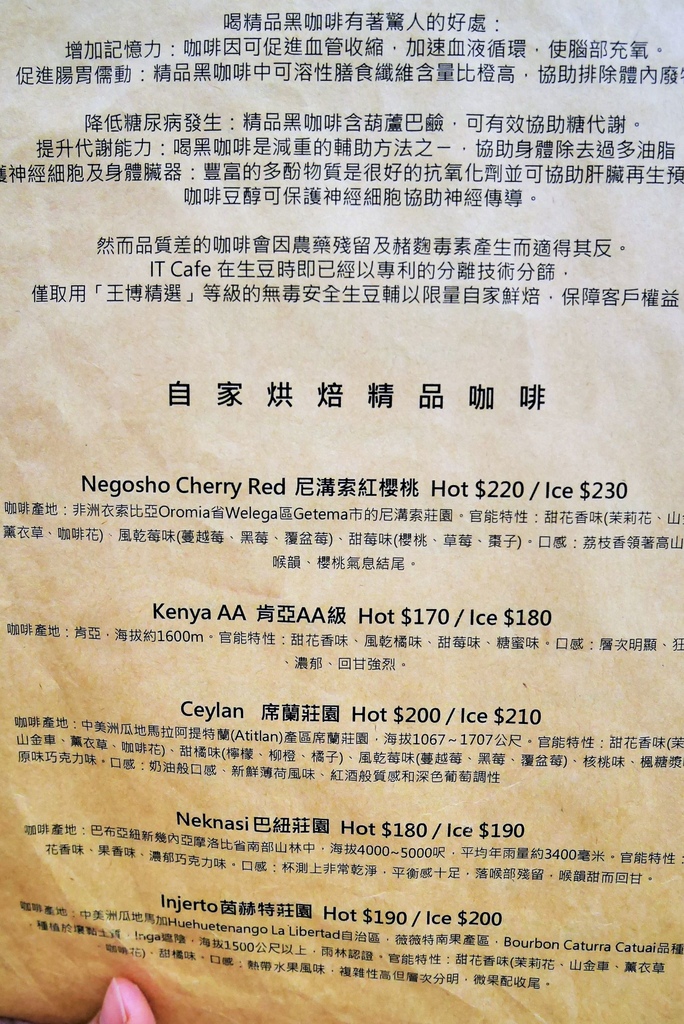 喝精品黑咖啡有著驚人的好處：
增加記憶力：咖啡因可促進血管收縮，加速血液循環，使腦部充氧。
促進腸胃儒動：精品黑咖啡中可溶性膳食纖維含量比橙高，協助排除體內廢
降低糖尿病發生：精品黑咖啡含葫蘆巴鹼，可有效協助糖代謝。
提升代謝能力：喝黑咖啡是減重的輔助方法之一，協助身體除去過多油脂
護神經細胞及身體臟器：豐富的多酚物質是很好的抗氧化劑並可協助肝臟再生預
咖啡豆醇可保護神經細胞協助神經傳導。
然而品質差的咖啡會因農藥殘留及赭麴毒素產生而適得其反。
IT Cafe 在生豆時即已經以專利的分離技術分篩，
僅取用「王博精選」等級的無毒安全生豆輔以限量自家鮮焙，保障客戶權益
自家烘焙精品咖啡
Negosho Cherry Red 尼溝索紅櫻桃 Hot $220 / Ice $230
咖啡產地：非洲衣索比亞Oromia省Welega區Getema市的尼溝索莊園。官能特性：甜花香味(茉莉花、山
薰衣草、咖啡花)、風乾莓味(蔓越莓、黑莓、覆盆莓)、甜莓味(櫻桃、草莓、棗子)。口感：荔枝香領著高山
喉韻、櫻桃氣息結尾。
Kenya AA 肯亞AA級 Hot $170 / Ice $180
咖啡產地：肯亞，海拔約1600m。官能特性：甜花香味、風乾橘味、甜莓味、糖蜜味。口感：層次明顯、狂
、濃郁、回甘強烈。
Ceylan 席蘭莊園 Hot $200 / Ice $210
咖啡產地：中美洲瓜地馬拉阿提特蘭(Atitlan)產區席蘭莊園，海拔1067~1707公尺。官能特性：甜花香味(茉
山金車、薰衣草、咖啡花)、甜橘味(檸檬、柳橙、橘子)、風乾莓味(蔓越莓、黑莓、覆盆莓)、核桃味、楓糖漿
原味巧克力味。口感：奶油般口感、新鮮薄荷風味、紅酒般質感和深色葡萄調性
Neknasi 巴紐莊園 Hot $180 / Ice $190
咖啡產地：巴布亞紐新幾內亞摩洛比省南部山林中，海拔4000~5000呎，平均年雨量約3400毫米。官能特性：
花香味、果香味、濃郁巧克力味。口感：杯測上非常乾淨，平衡感十足，落喉部殘留，喉韻甜而回甘。
Injerto茵赫特莊園 Hot $190 / Ice $200
咖啡產地：中美洲瓜地馬加Huehuetenango La Libertad自治區，薇薇特南果產區，Bourbon Caturra Catuai品種
，種植於壤黏土質，Inga遮陰，海拔1500公尺以上，雨林認證。官能特性：甜花香味(茉莉花、山金車、薰衣草
、咖啡花)、甜橘味。口感：熱帶水果風味，複雜性高但層次分明，微果酸收尾。